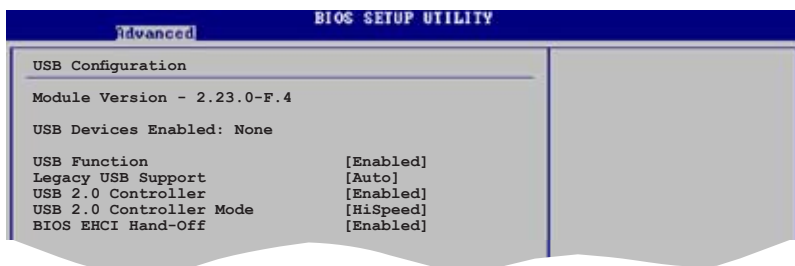 BIOS SETUP UTILITY
Advanced
USB Configuration
Module Version - 2.23.0-F.4
USB Devices Enabled: None
USB Function [Enabled]
Legacy USB Support [Auto]
USB 2.0 Controller [Enabled]
USB 2.0 Controller Mode [HiSpeed]
BIOS EHCI Hand-Off [Enabled]